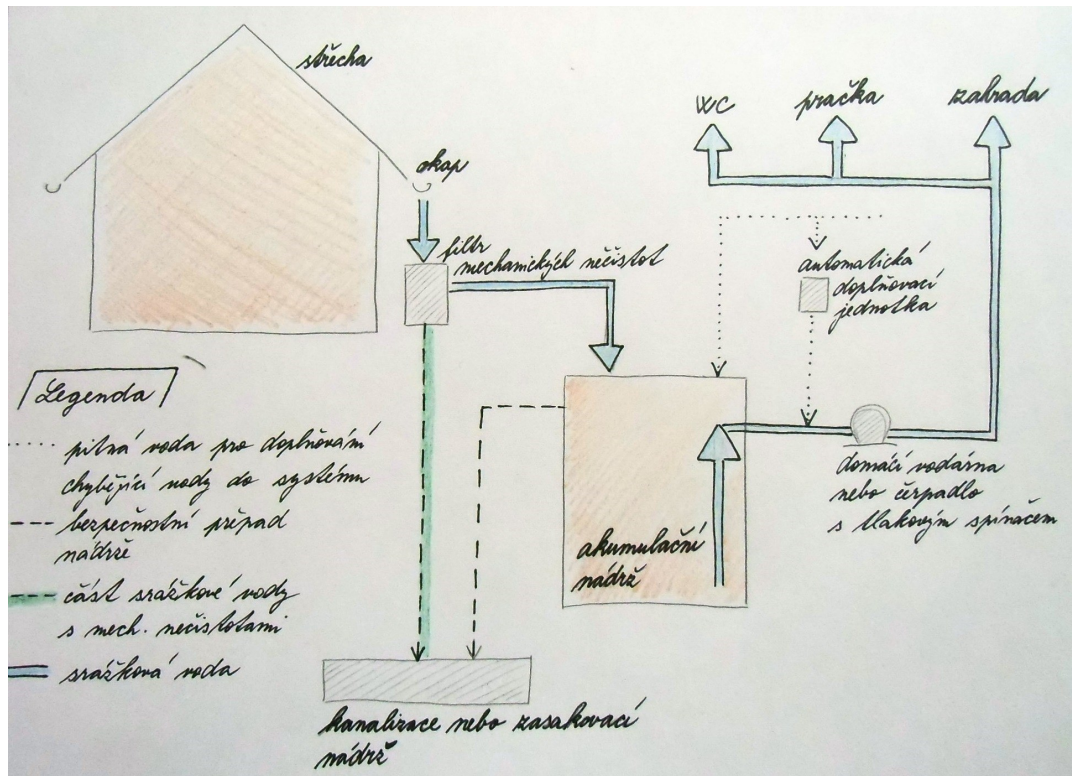 střecha
okap
filtr
mechanických nečistot
WC
pračka
zahrada
automatická
doplňovací
jednotka
domácí vodárna
nebo čerpadlo
s tlakovým spínačem
akumulační
nádrž
kanalizace nebo zasakovací
nádrž
Legenda
pitná voda pro doplňování
chybějící vody do systému
bezpečnostní přepad
nádrže
část srážkové vody
s mech. nečistotami
srážková voda